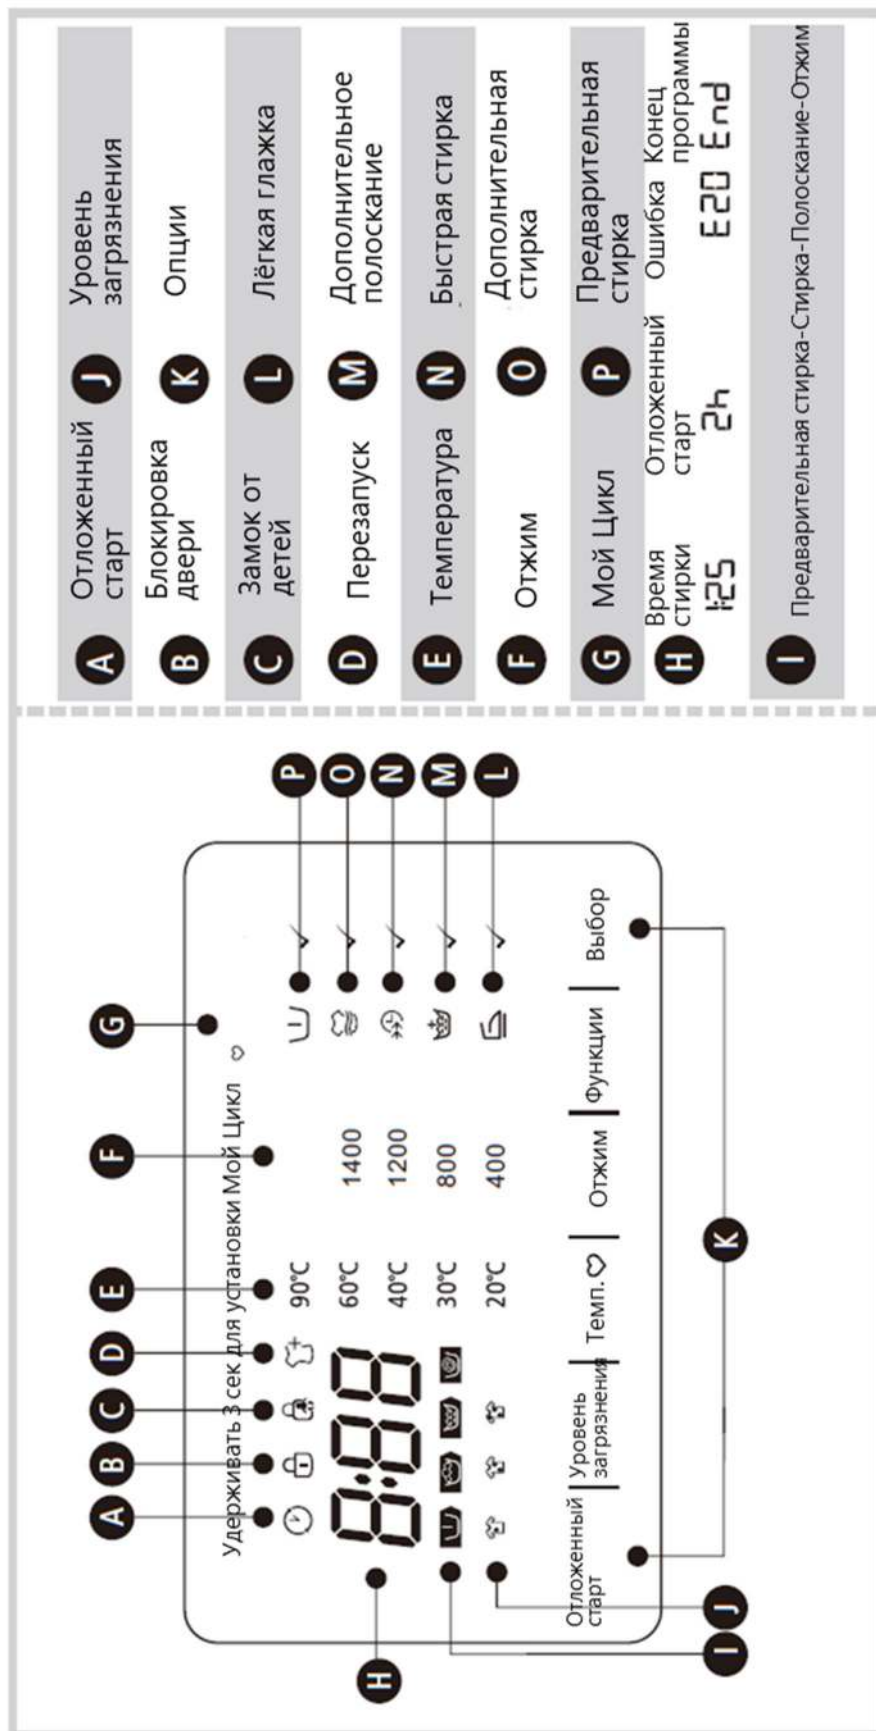 A B C D E F G
Удерживать 3 сек для установки Мой Цикл
90°C
P
8:88
60°C 1400
O
H
40°C 1200
N
30°C 800
M
I
20°C 400
L
J
Отложенный
старт
Уровень
загрязнения
Темп.
Отжим
Функции
Выбор
K
A Отложенный
старт
J Уровень
загрязнения
B Блокировка
двери
K Опции
C Замок от
детей
L Лёгкая глажка
D Перезапуск
M Дополнительное
полоскание
E Температура
N Быстрая стирка
F Отжим
O Дополнительная
стирка
G Мой Цикл
P Предварительная
стирка
H
Время
стирки
1:25
Отложенный
старт
2h
Ошибка
E20
Конец
программы
End
I Предварительная стирка-Стирка-Полоскание-Отжим